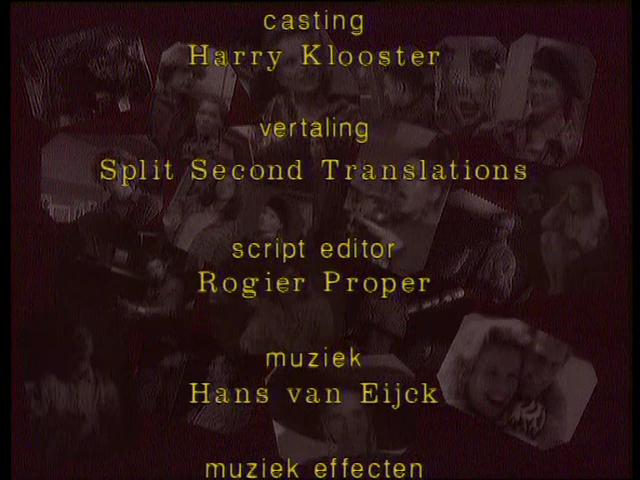 casting
Harry Klooster
vertaling
Split Second Translations
script editor
Rogier Proper
muziek
Hans van Eijck
muziek effecten